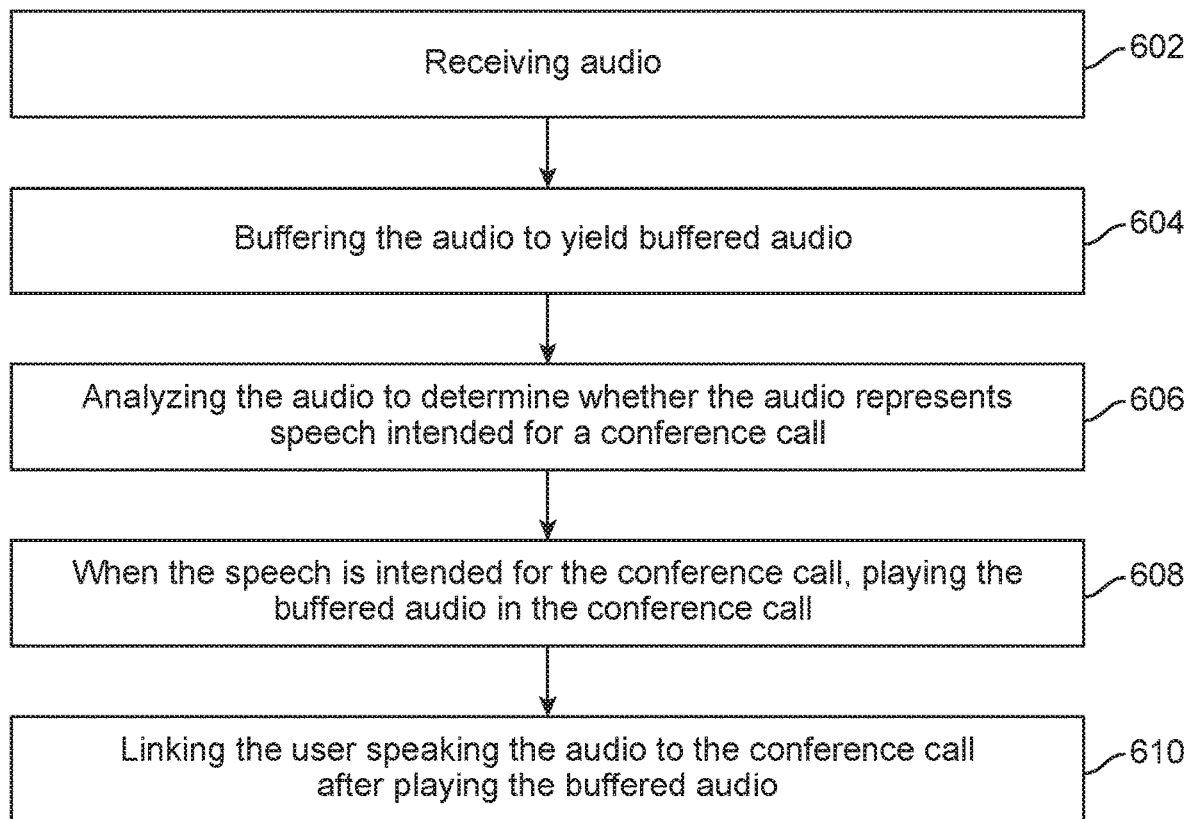 Receiving audio
602
Buffering the audio to yield buffered audio
604
Analyzing the audio to determine whether the audio represents
speech intended for a conference call
606
When the speech is intended for the conference call, playing the
buffered audio in the conference call
608
Linking the user speaking the audio to the conference call
after playing the buffered audio
610